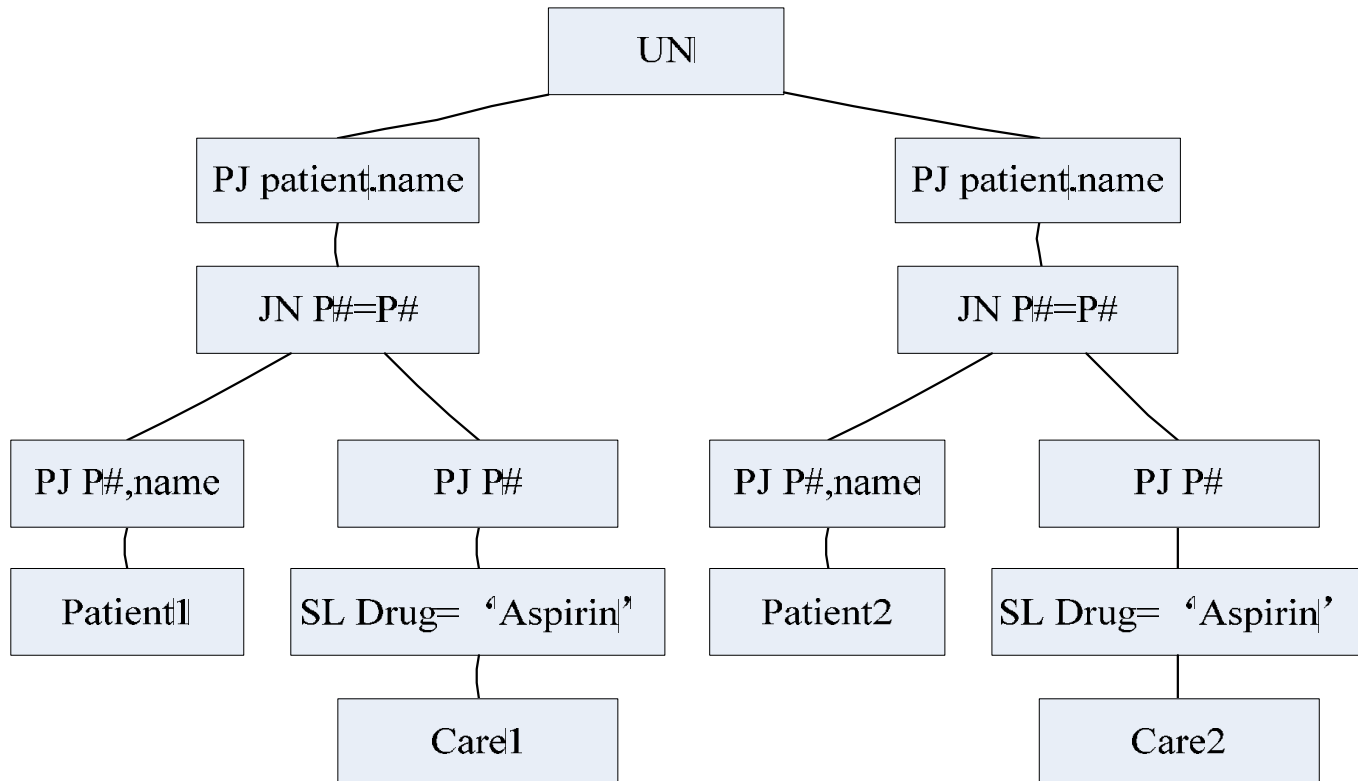 UN
PJ patient.name
PJ patient.name
JN P#=P#
JN P#=P#
PJ P#,name
PJ P#
PJ P#,name
PJ P#
Patient1
SL Drug= ‘Aspirin’
Patient2
SL Drug= ‘Aspirin’
Care1
Care2